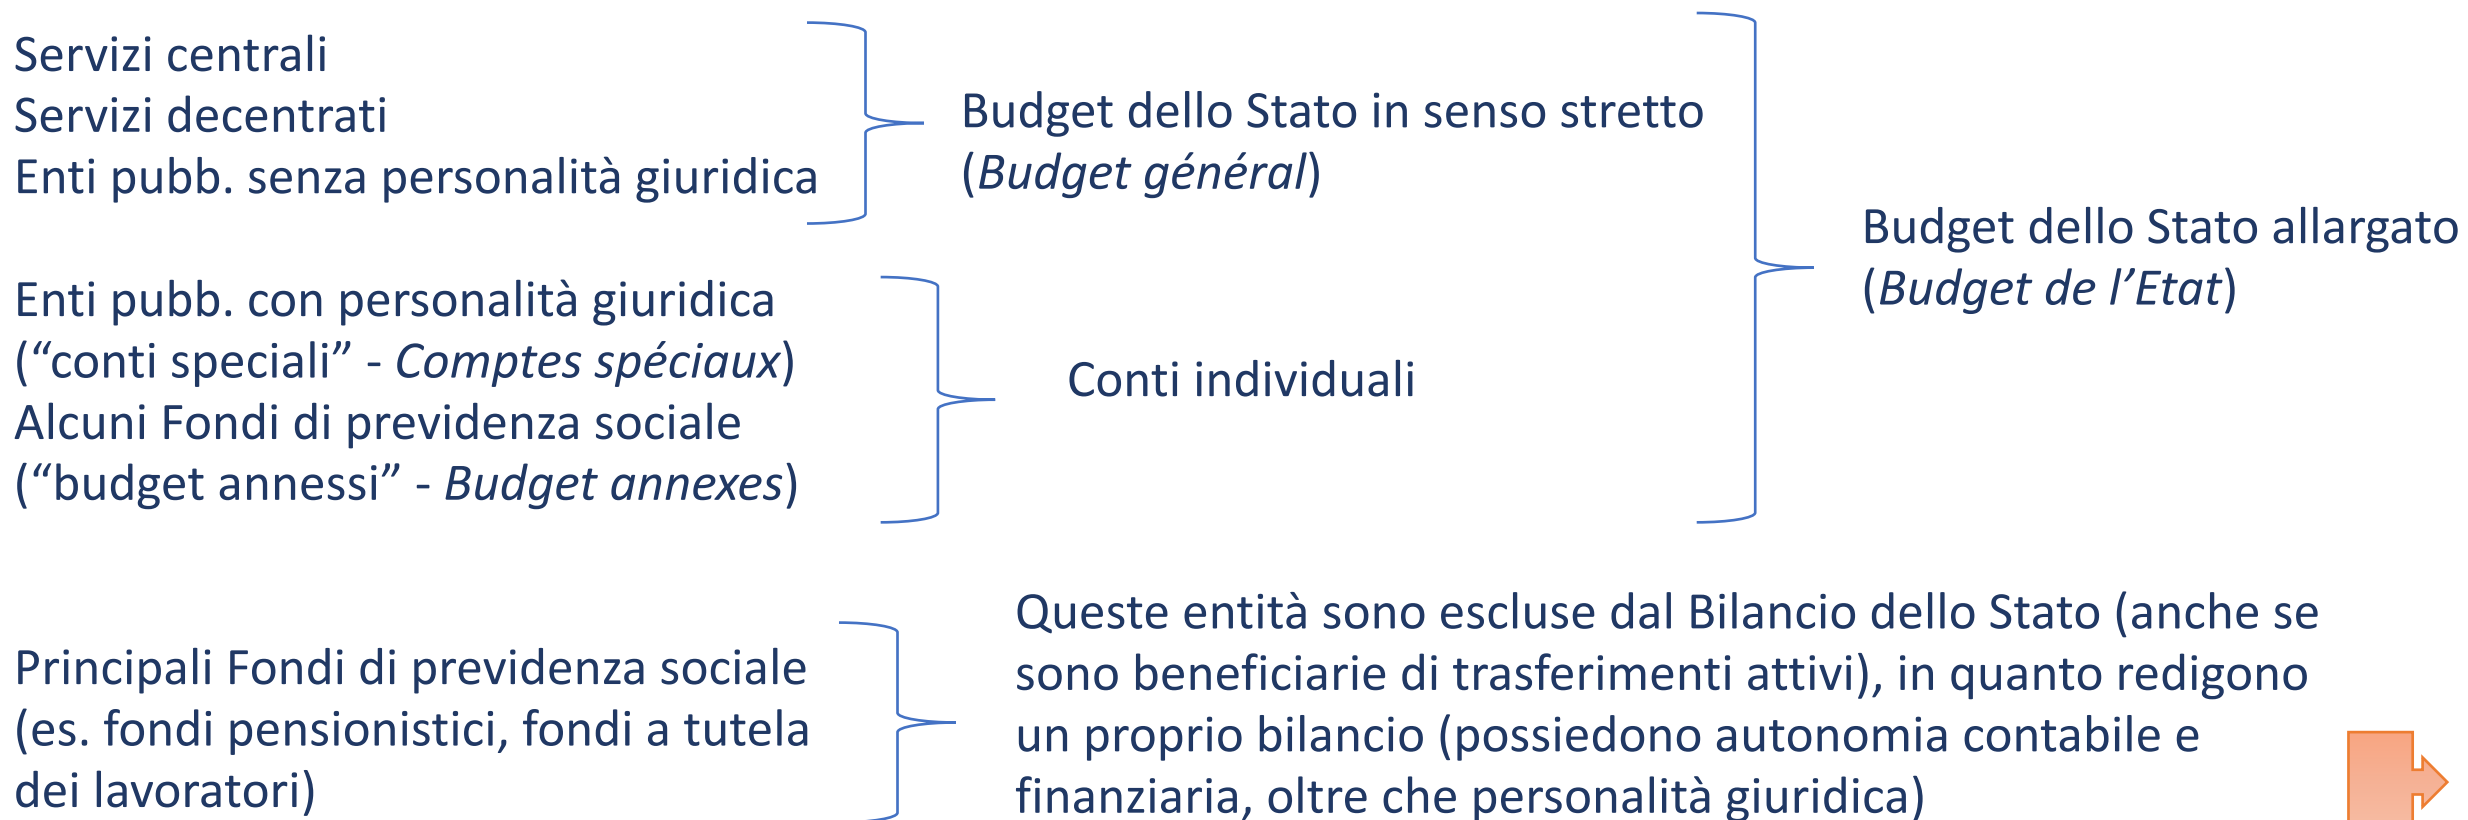 Servizi centrali
Servizi decentrati
Enti pubb. senza personalità giuridica
Budget dello Stato in senso stretto
(Budget général)
Enti pubb. con personalità giuridica
(“conti speciali” - Comptes spéciaux)
Alcuni Fondi di previdenza sociale
(“budget annessi” - Budget annexes)
Conti individuali
Budget dello Stato allargato
(Budget de l’Etat)
Principali Fondi di previdenza sociale
(es. fondi pensionistici, fondi a tutela
dei lavoratori)
Queste entità sono escluse dal Bilancio dello Stato (anche se
sono beneficiarie di trasferimenti attivi), in quanto redigono
un proprio bilancio (possiedono autonomia contabile e
finanziaria, oltre che personalità giuridica)